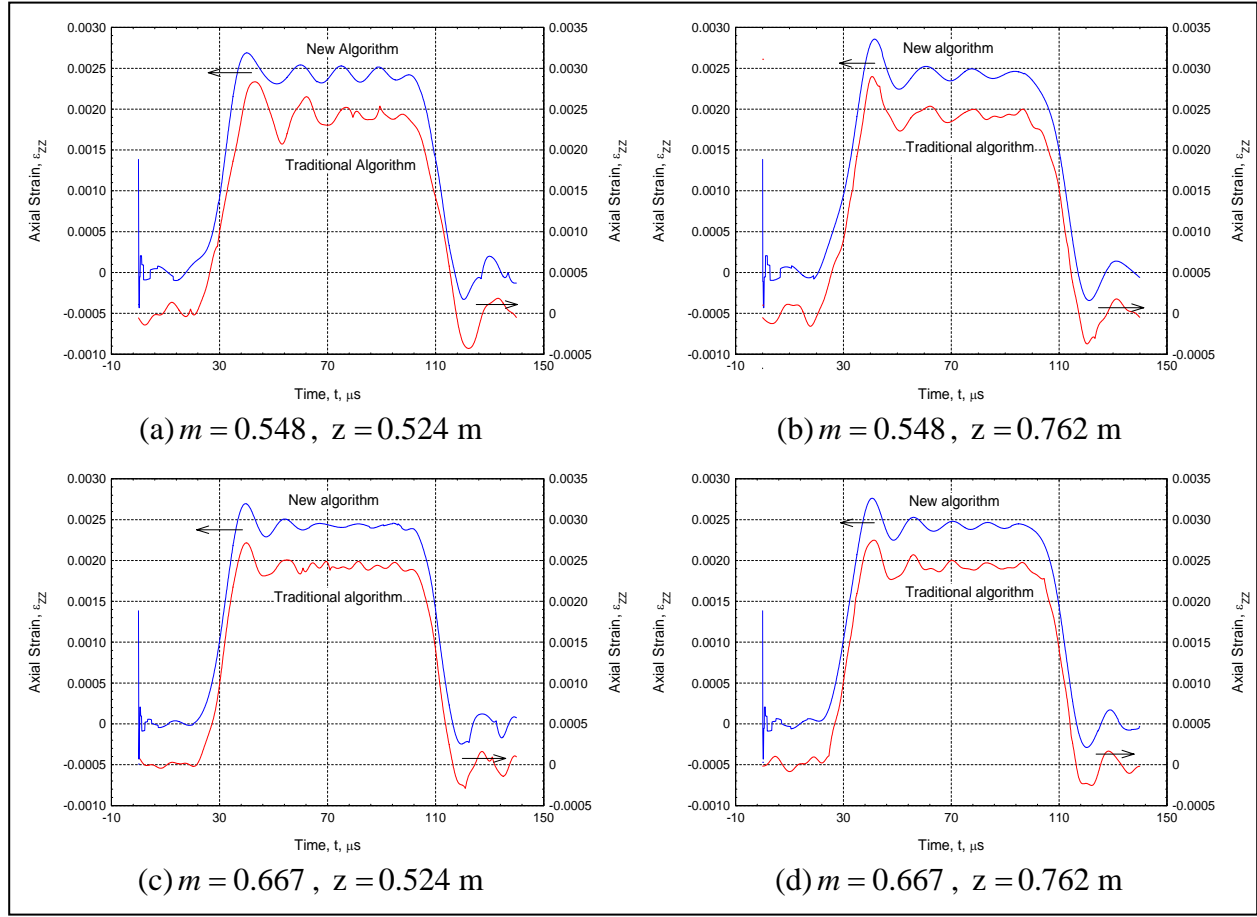 0.0030
0.0025
0.0020
0.0015
0.0010
0.0005
0
-0.0005
-0.0010
Axial Strain, εZZ
0.0035
0.0030
0.0025
0.0020
0.0015
0.0010
0.0005
0
-0.0005
Axial Strain, εZZ
New Algorithm
Traditional Algorithm
-10 30 70 110 150
Time, t, μs
(a) m = 0.548 , z = 0.524 m
0.0030
0.0025
0.0020
0.0015
0.0010
0.0005
0
-0.0005
-0.0010
Axial Strain, εZZ
0.0035
0.0030
0.0025
0.0020
0.0015
0.0010
0.0005
0
-0.0005
Axial Strain, εZZ
New algorithm
Traditional algorithm
-10 30 70 110 150
Time, t, μs
(b) m = 0.548 , z = 0.762 m
0.0030
0.0025
0.0020
0.0015
0.0010
0.0005
0
-0.0005
-0.0010
Axial Strain, εZZ
0.0035
0.0030
0.0025
0.0020
0.0015
0.0010
0.0005
0
-0.0005
Axial Strain, εZZ
New algorithm
Traditional algorithm
-10 30 70 110 150
Time, t, μs
(c) m = 0.667 , z = 0.524 m
0.0030
0.0025
0.0020
0.0015
0.0010
0.0005
0
-0.0005
-0.0010
Axial Strain, εZZ
0.0035
0.0030
0.0025
0.0020
0.0015
0.0010
0.0005
0
-0.0005
Axial Strain, εZZ
New algorithm
Traditional algorithm
-10 30 70 110 150
Time, t, μs
(d) m = 0.667 , z = 0.762 m